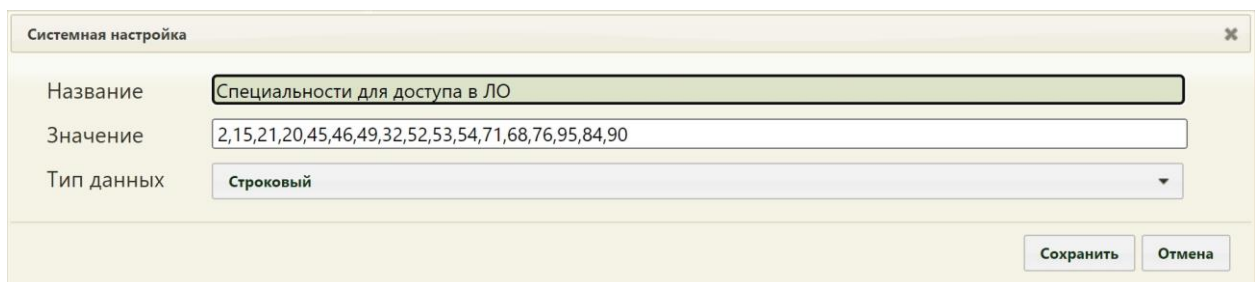 Системная настройка
Название Специальности для доступа в ЛО
Значение 2,15,21,20,45,46,49,32,52,53,54,71,68,76,95,84,90
Тип данных Строковый
Сохранить Отмена